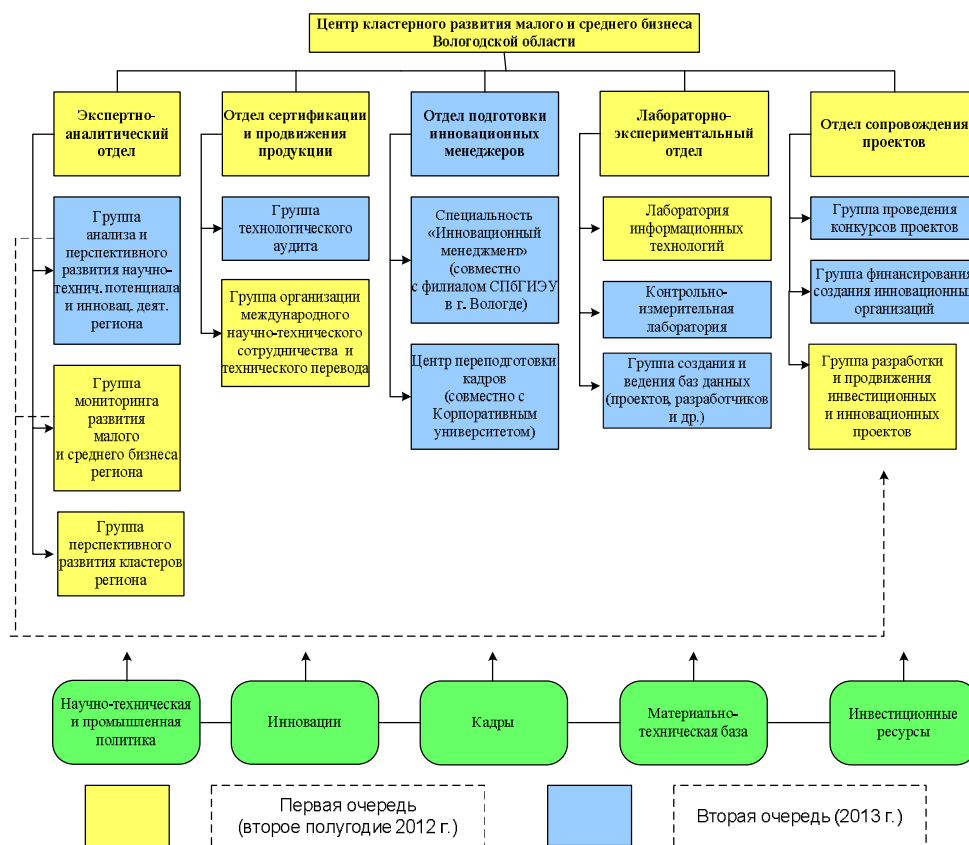 Центр кластерного развития малого и среднего бизнеса
Вологодской области
Экспертно-
аналитический
отдел
Отдел сертификации
и продвижения
продукции
Отдел подготовки
инновационных
менеджеров
Лабораторно-
экспериментальный
отдел
Отдел сопровождения
проектов
Группа
анализа и
перспективного
развития научно-
технич. потенциала
и иннова­ц. деят.
региона
Группа
мониторинга
развития
малого
и среднего бизнеса
региона
Группа
перспективного
развития кластеров
региона
Группа
технологического
аудита
Группа организации
международного
научно-технического
сотрудничества и
технического перевода
Специальность
«Инновационный
менеджмент»
(совместно
с филиалом СПбГИЭУ
в г. Вологде)
Центр переподготовки
кадров
(совместно с
Корпоративным
университетом)
Лаборатория
информационных
технологий
Контрольно-
измерительная
лаборатория
Группа создания и
ведения баз данных
(проектов, разработчиков
и др.)
Группа проведения
конкурсов проектов
Группа финансирования
создания инновационных
организаций
Группа разработки
и продвижения
инвестиционных
и инновационных
проектов
Научно-техническая
и промышленная
политика
Инновации
Кадры
Материально-
техническая база
Инвестиционные
ресурсы
Первая очередь
(второе полугодие 2012 г.)
Вторая очередь (2013 г.)